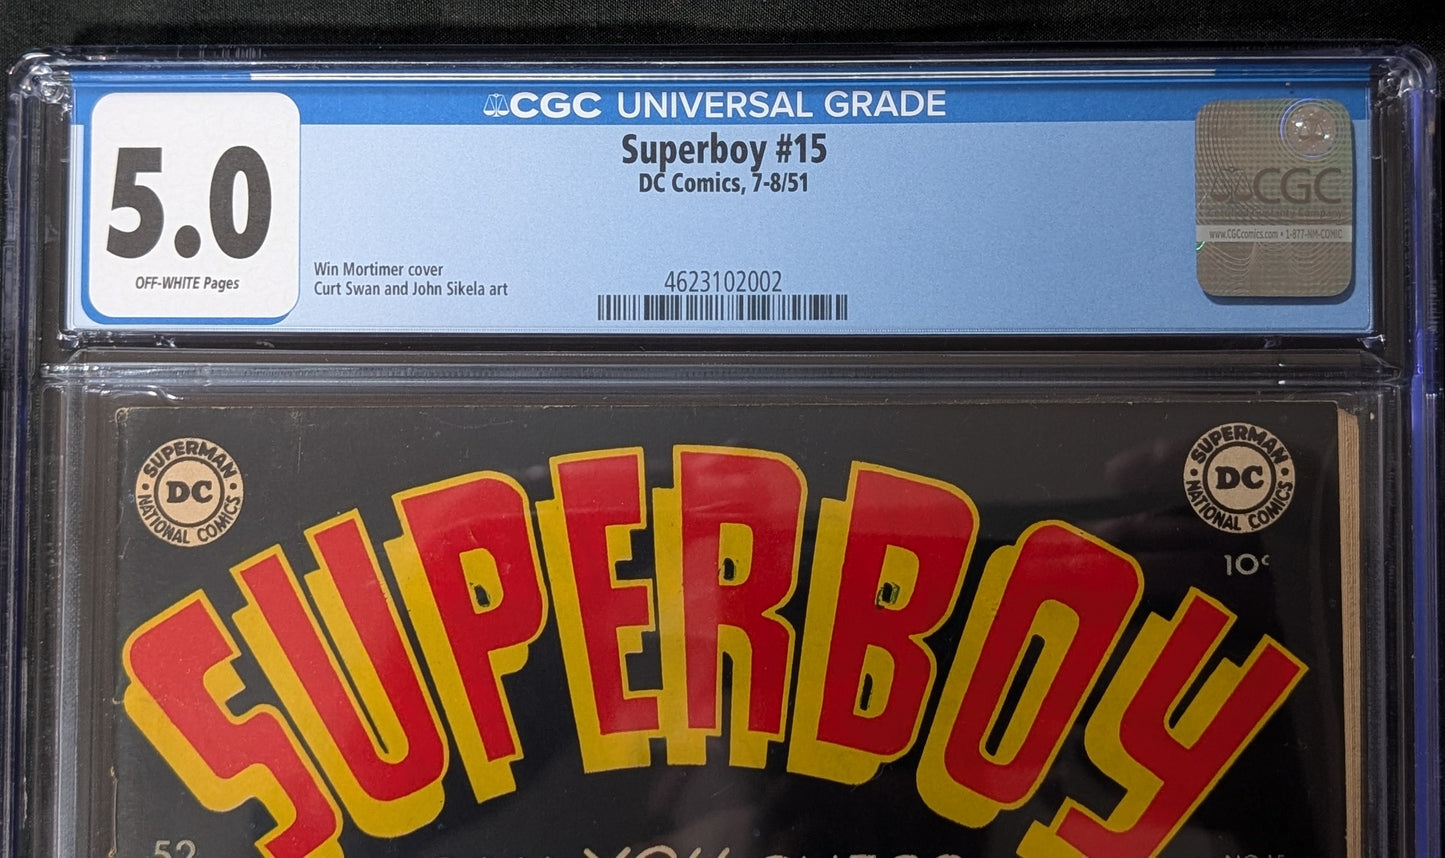 CGC UNIVERSAL GRADE
5.0
OFF-WHITE Pages
Superboy #15
DC Comics, 7-8/51
Win Mortimer cover
Curt Swan and John Sikela art
4623102002
CGC
www.CGCcomics.com • 1-877-NM-COMIC
SUPERMAN
DC
NATIONAL COMICS
SUPERMAN
DC
NATIONAL COMICS
10¢
SUPERBOY
52